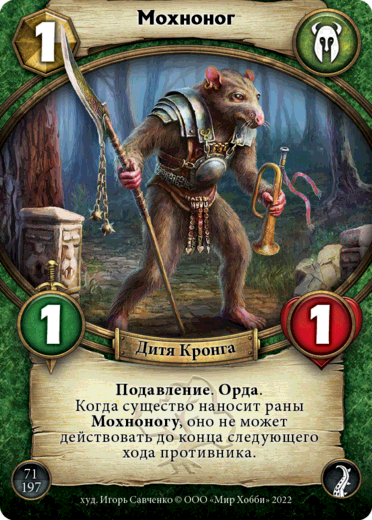 Мохноног
1
1
1
Дитя Кронга
Подавление. Орда.
Когда существо наносит раны
Мохноногу, оно не может
действовать до конца следующего
хода противника.
71
197
худ. Игорь Савченко © ООО «Мир Хобби» 2022